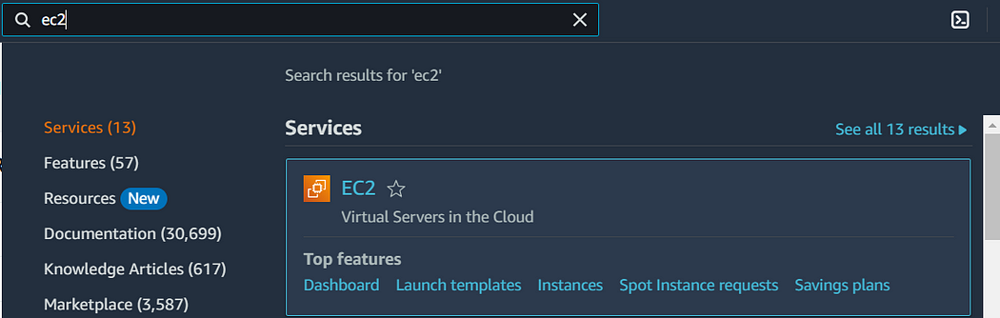 ec2
Search results for 'ec2'
Services (13)
Features (57)
Resources New
Documentation (30,699)
Knowledge Articles (617)
Marketplace (3,587)
Services
See all 13 results
EC2
Virtual Servers in the Cloud
Top features
Dashboard Launch templates Instances Spot Instance requests Savings plans